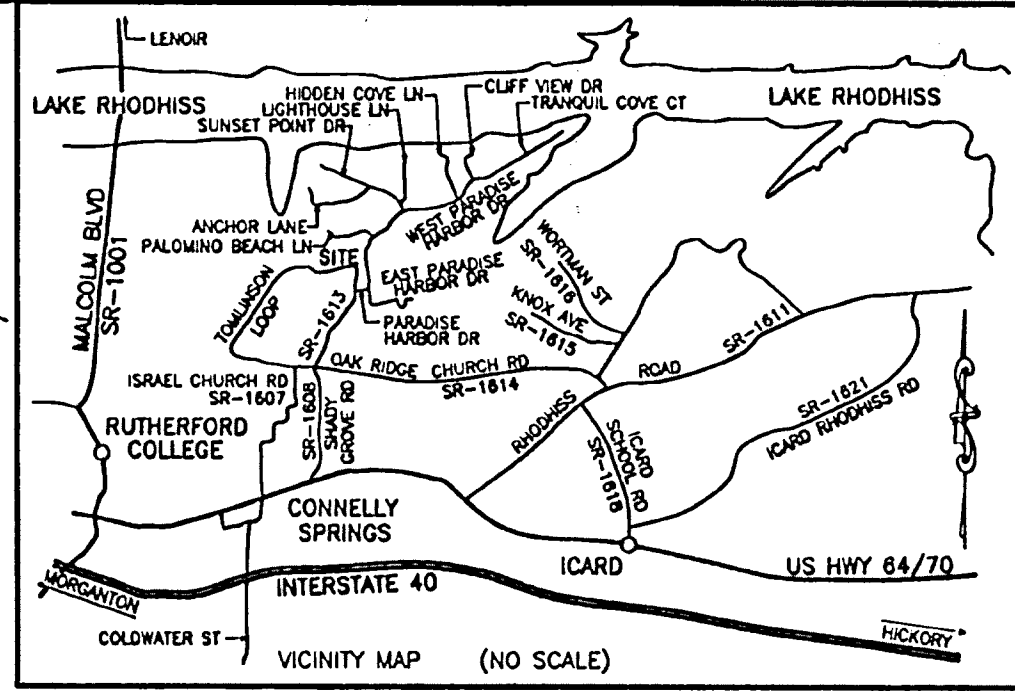 LENOIR
LAKE RHODHISS
HIDDEN COVE LN
LIGHTHOUSE LN
SUNSET POINT DR
CLIFF VIEW DR
TRANQUIL COVE CT
LAKE RHODHISS
MALCOLM BLVD
SR-1001
ANCHOR LANE
PALOMINO BEACH LN
SITE
WEST PARADISE
HARBOR DR
EAST PARADISE
HARBOR DR
PARADISE
HARBOR DR
TOMLINSON
LOOP
SR-1613
WORTMAN ST
SR-1616
KNOX AVE
SR-1615
OAK RIDGE CHURCH RD
SR-1614
ROAD
SR-1611
RHODHISS
ISRAEL CHURCH RD
SR-1607
SR-1608
SHADY
GROVE RD
RUTHERFORD
COLLEGE
ICARD
SCHOOL RD
SR-1618
SR-1621
ICARD RHODHISS RD
CONNELLY
SPRINGS
ICARD
US HWY 64/70
INTERSTATE 40
MORGANTON
HICKORY
COLDWATER ST
VICINITY MAP (NO SCALE)